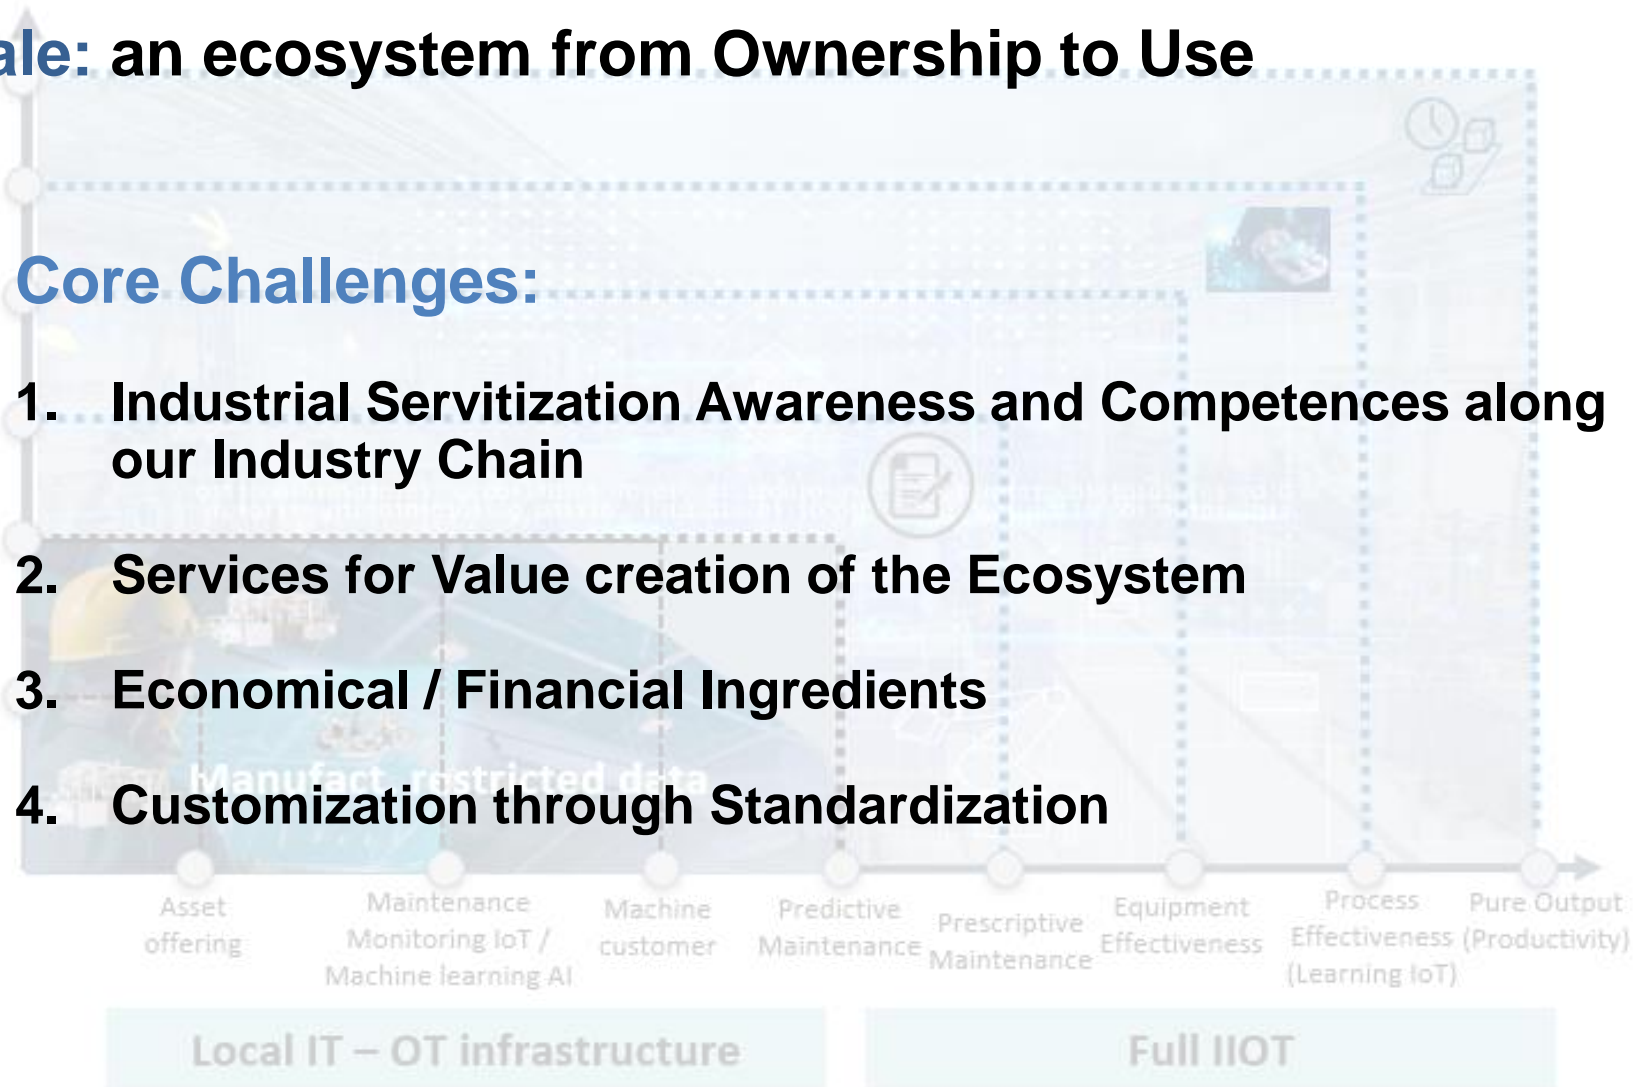 ale: an ecosystem from Ownership to Use
Core Challenges:
1. Industrial Servitization Awareness and Competences along
our Industry Chain
2. Services for Value creation of the Ecosystem
3. Economical / Financial Ingredients
Manufact. restricted data
4. Customization through Standardization
Asset
offering
Maintenance
Monitoring IoT /
Machine learning AI
Machine
customer
Predictive
Maintenance
Prescriptive
Maintenance
Equipment
Effectiveness
Process
Effectiveness
(Learning IoT)
Pure Output
(Productivity)
Local IT – OT infrastructure
Full IIOT